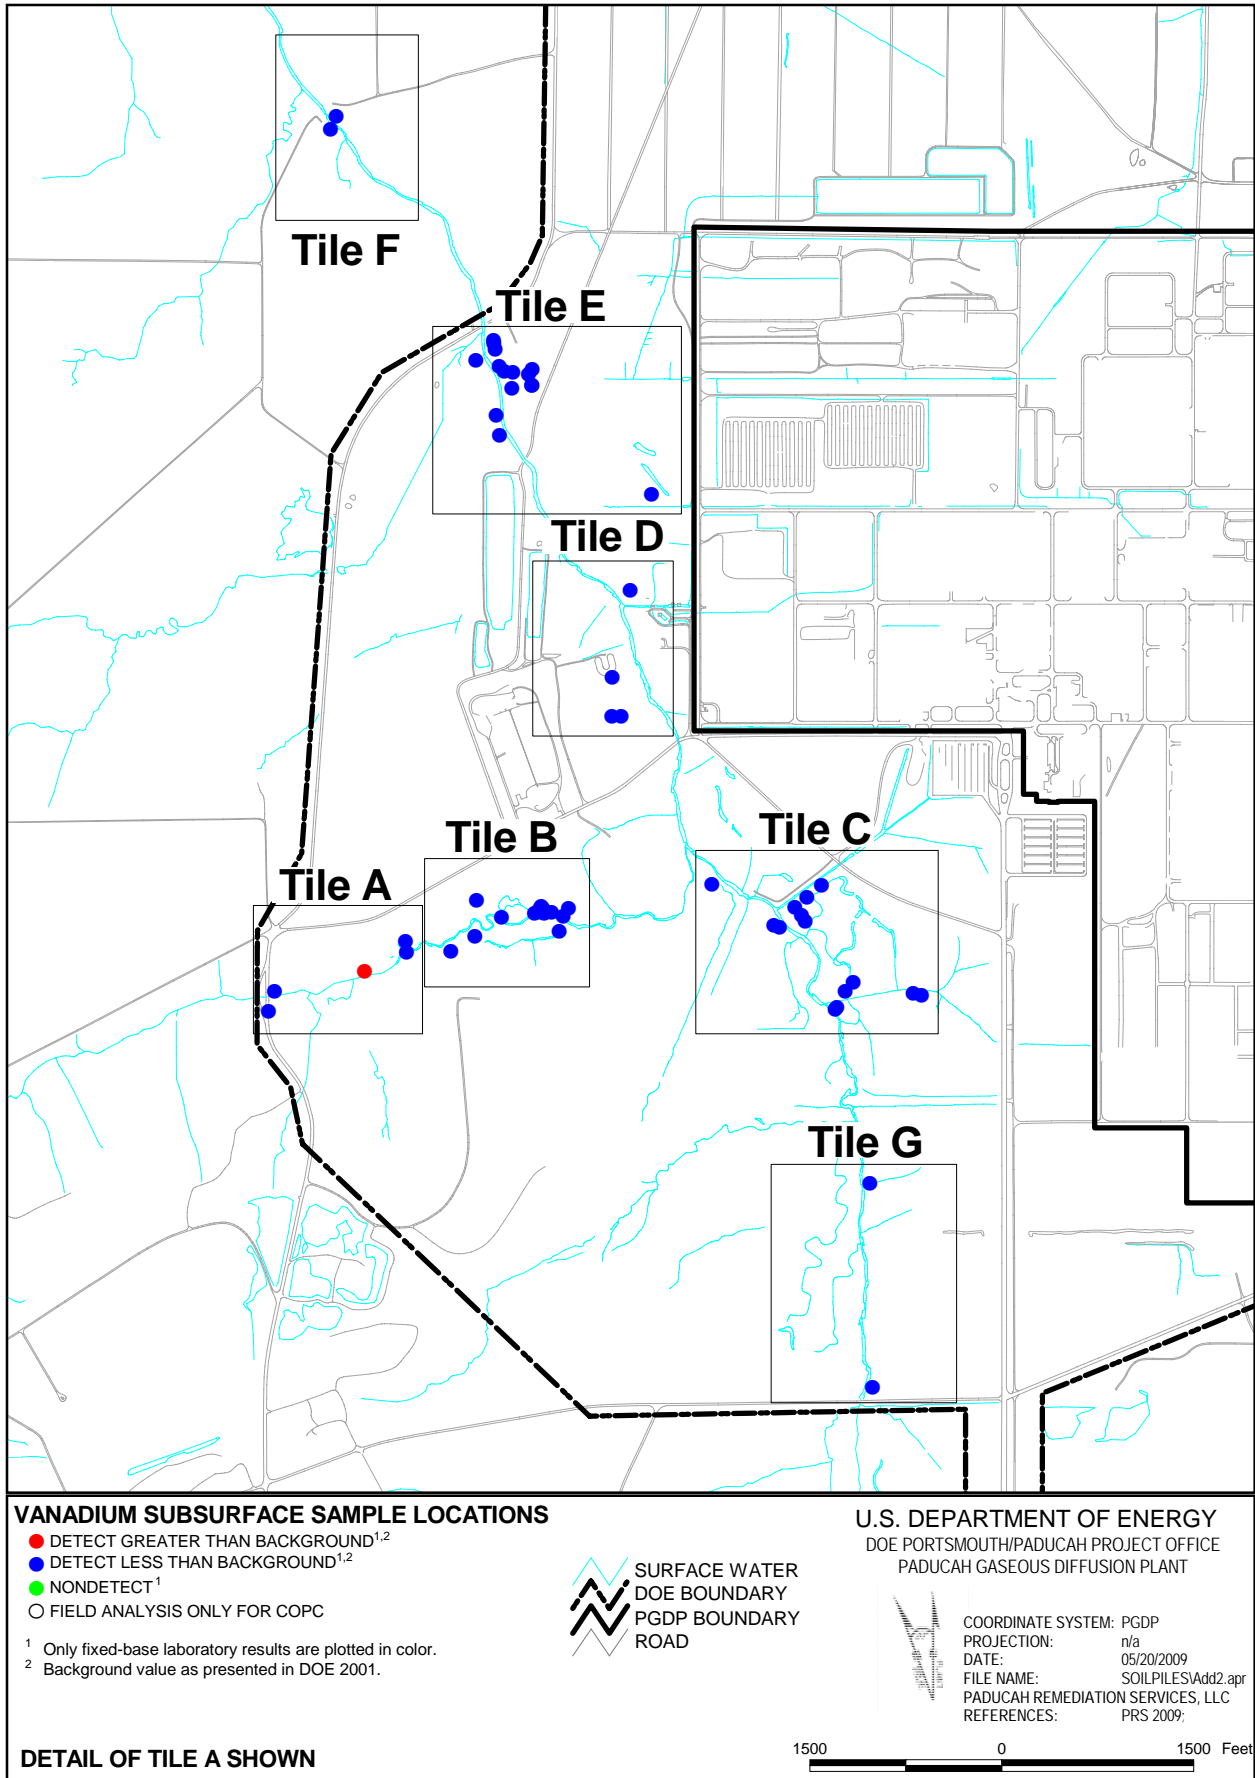 Tile F
Tile E
Tile D
Tile B
Tile C
Tile A
Tile G
VANADIUM SUBSURFACE SAMPLE LOCATIONS
DETECT GREATER THAN BACKGROUND1,2
DETECT LESS THAN BACKGROUND1,2
NONDETECT1
FIELD ANALYSIS ONLY FOR COPC
1 Only fixed-base laboratory results are plotted in color.
2 Background value as presented in DOE 2001.
DETAIL OF TILE A SHOWN
SURFACE WATER
DOE BOUNDARY
PGDP BOUNDARY
ROAD
U.S. DEPARTMENT OF ENERGY
DOE PORTSMOUTH/PADUCAH PROJECT OFFICE
PADUCAH GASEOUS DIFFUSION PLANT
COORDINATE SYSTEM: PGDP
PROJECTION: n/a
DATE: 05/20/2009
FILE NAME: SOILPILES\Add2.apr
PADUCAH REMEDIATION SERVICES, LLC
REFERENCES: PRS 2009;
1500 0 1500 Feet